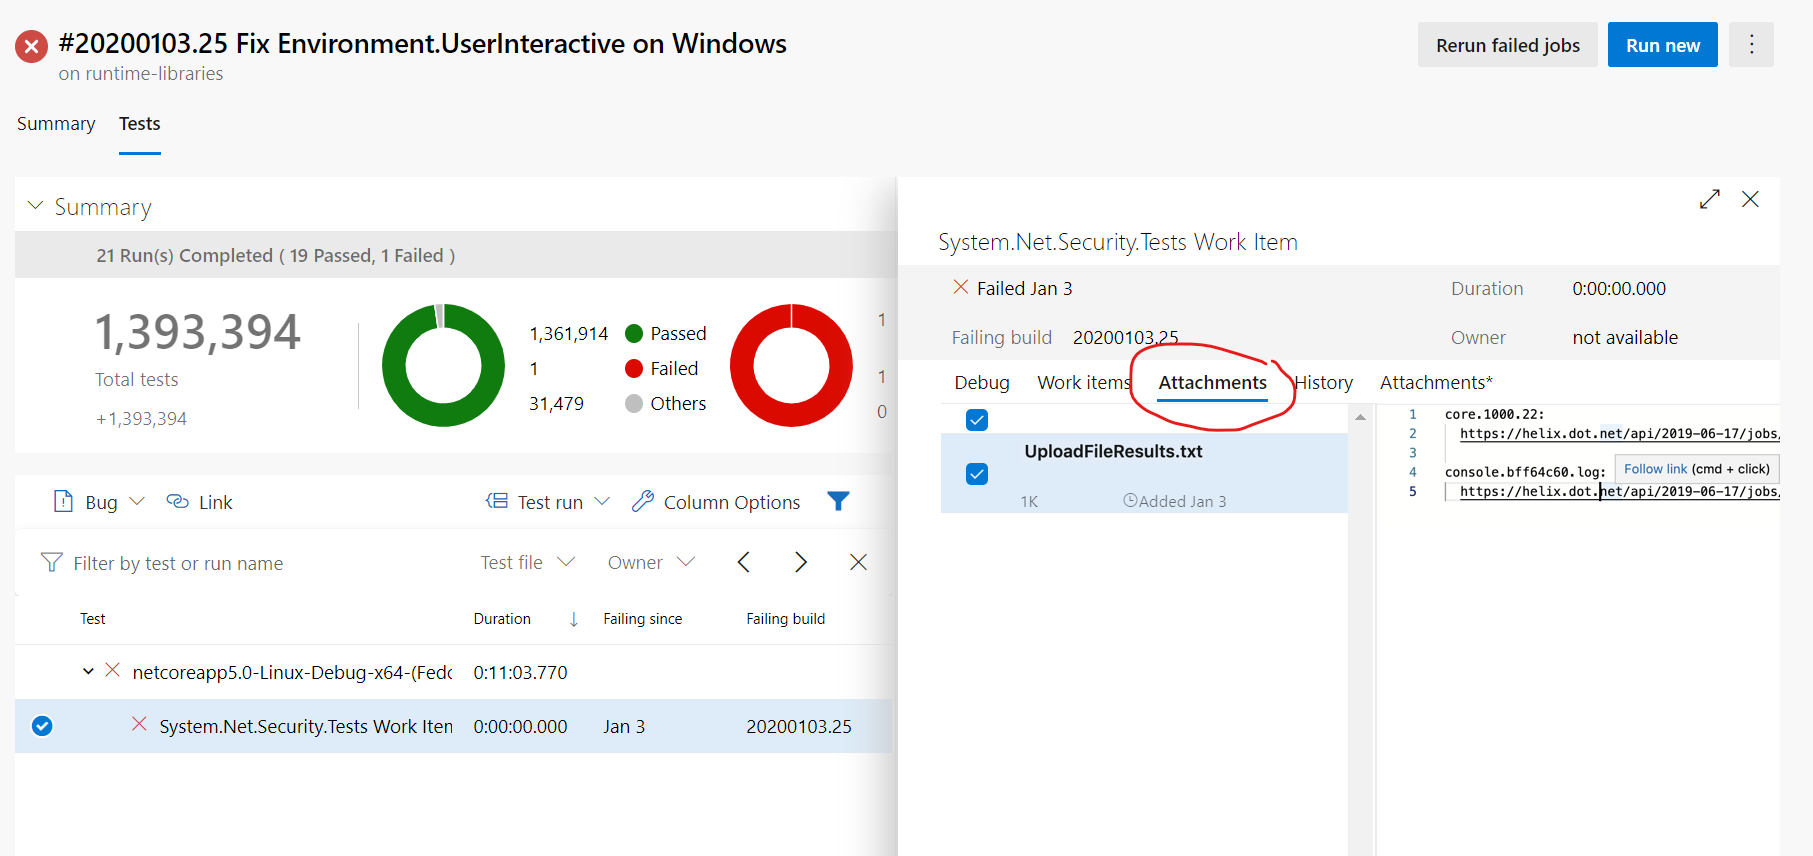 #20200103.25 Fix Environment.UserInteractive on Windows
on runtime-libraries
Rerun failed jobs
Run new
Summary Tests
Summary
21 Run(s) Completed ( 19 Passed, 1 Failed )
1,393,394
Total tests
+1,393,394
1,361,914 Passed
1 Failed
31,479 Others
1
1
0
Bug Link Test run Column Options
Filter by test or run name Test file Owner
Test Duration Failing since Failing build
netcoreapp5.0-Linux-Debug-x64-(Fedo 0:11:03.770
System.Net.Security.Tests Work Iten 0:00:00.000 Jan 3 20200103.25
System.Net.Security.Tests Work Item
Failed Jan 3 Duration 0:00:00.000
Failing build 20200103.25 Owner not available
Debug Work items Attachments History Attachments*
UploadFileResults.txt
1K Added Jan 3
1 core.1000.22:
2 https://helix.dot.net/api/2019-06-17/jobs/
3
4 console.bff64c60.log:
Follow link (cmd + click)
5 https://helix.dot.net/api/2019-06-17/jobs/